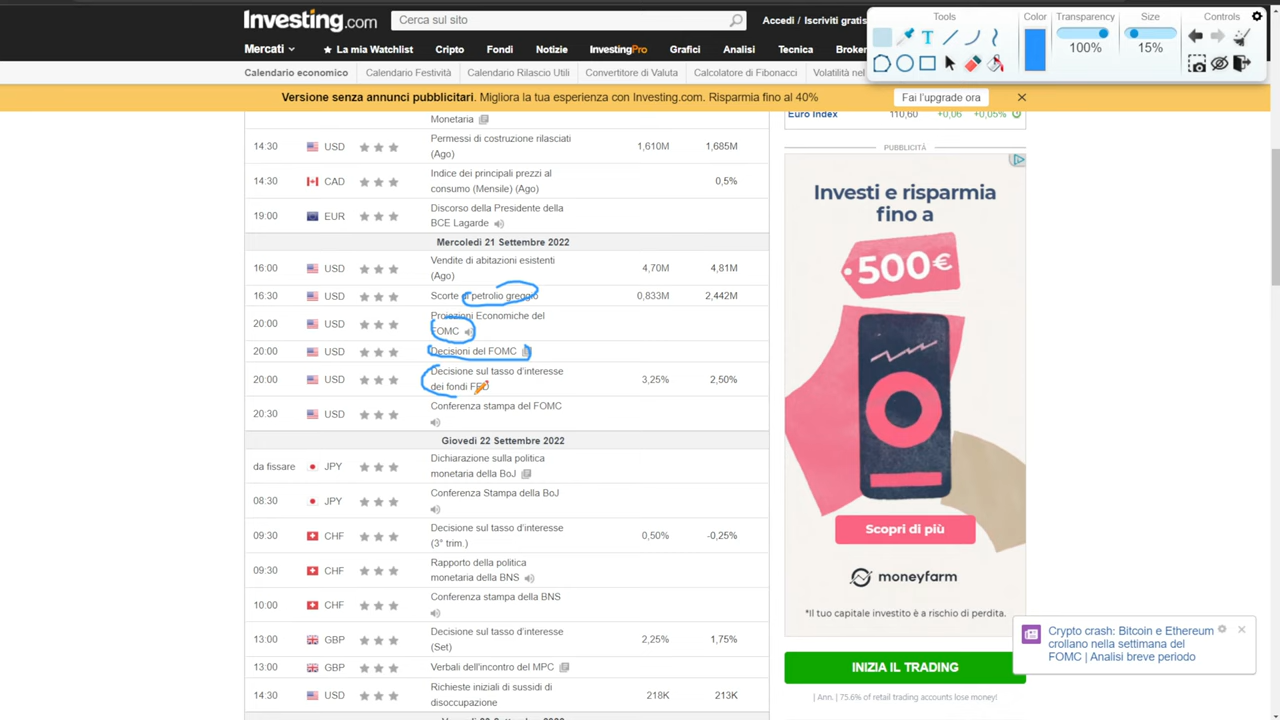 Investing.com
Cerca sul sito
Accedi / Iscriviti gratis
Tools
Color
Transparency
Size
Controls
100%
15%
Mercati
La mia Watchlist
Cripto
Fondi
Notizie
InvestingPro
Grafici
Analisi
Tecnica
Broker
Calendario economico
Calendario Festività
Calendario Rilascio Utili
Convertitore di Valuta
Calcolatore di Fibonacci
Volatilità nel
Versione senza annunci pubblicitari. Migliora la tua esperienza con Investing.com. Risparmia fino al 40%
Fai l'upgrade ora
Monetaria
14:30 USD Permessi di costruzione rilasciati 1,610M 1,685M
(Ago)
14:30 CAD Indice dei principali prezzi al 0,5%
consumo (Mensile) (Ago)
19:00 EUR Discorso della Presidente della
BCE Lagarde
Mercoledì 21 Settembre 2022
16:00 USD Vendite di abitazioni esistenti 4,70M 4,81M
(Ago)
16:30 USD Scorte di petrolio greggio 0,833M 2,442M
20:00 USD Proiezioni Economiche del
FOMC
20:00 USD Decisioni del FOMC
20:00 USD Decisione sul tasso d'interesse 3,25% 2,50%
dei fondi FED
20:30 USD Conferenza stampa del FOMC
Giovedì 22 Settembre 2022
da fissare JPY Dichiarazione sulla politica
monetaria della BoJ
08:30 JPY Conferenza Stampa della BoJ
09:30 CHF Decisione sul tasso d'interesse 0,50% -0,25%
(3° trim.)
09:30 CHF Rapporto della politica
monetaria della BNS
10:00 CHF Conferenza stampa della BNS
13:00 GBP Decisione sul tasso d'interesse 2,25% 1,75%
(Set)
13:00 GBP Verbali dell'incontro del MPC
14:30 USD Richieste iniziali di sussidi di 218K 213K
disoccupazione
Euro Index 110,60 +0,06 +0,05%
PUBBLICITÀ
Investi e risparmia
fino a
500€
Scopri di più
moneyfarm
*Il tuo capitale investito è a rischio di perdita.
INIZIA IL TRADING
| Ann. | 75.6% of retail trading accounts lose money!
Crypto crash: Bitcoin e Ethereum
crollano nella settimana del
FOMC | Analisi breve periodo